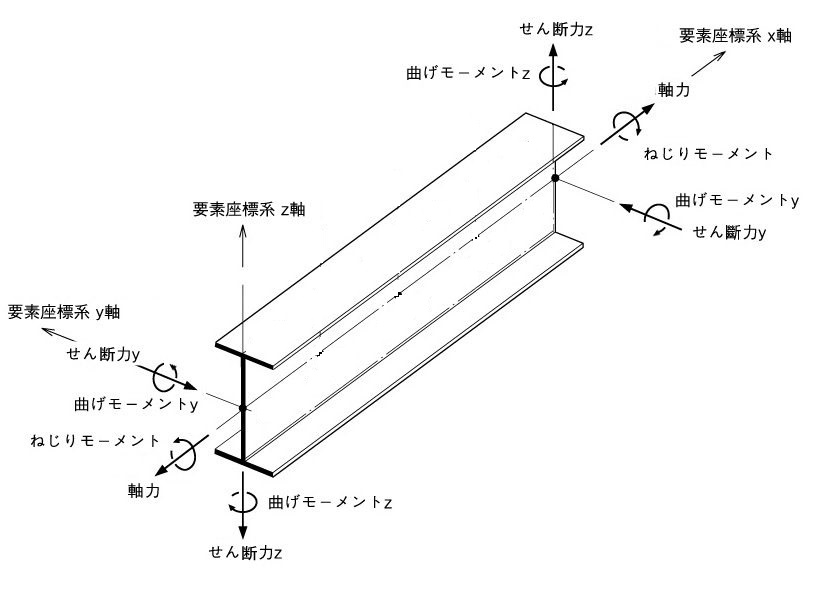 せん断力z
要素座標系 x軸
曲げモーメントz
軸力
ねじりモーメント
曲げモーメントy
せん斷力y
要素座標系 z軸
要素座標系 y軸
せん断力y
曲げモーメントy
ねじりモーメント
軸力
曲げモーメントz
せん断力z